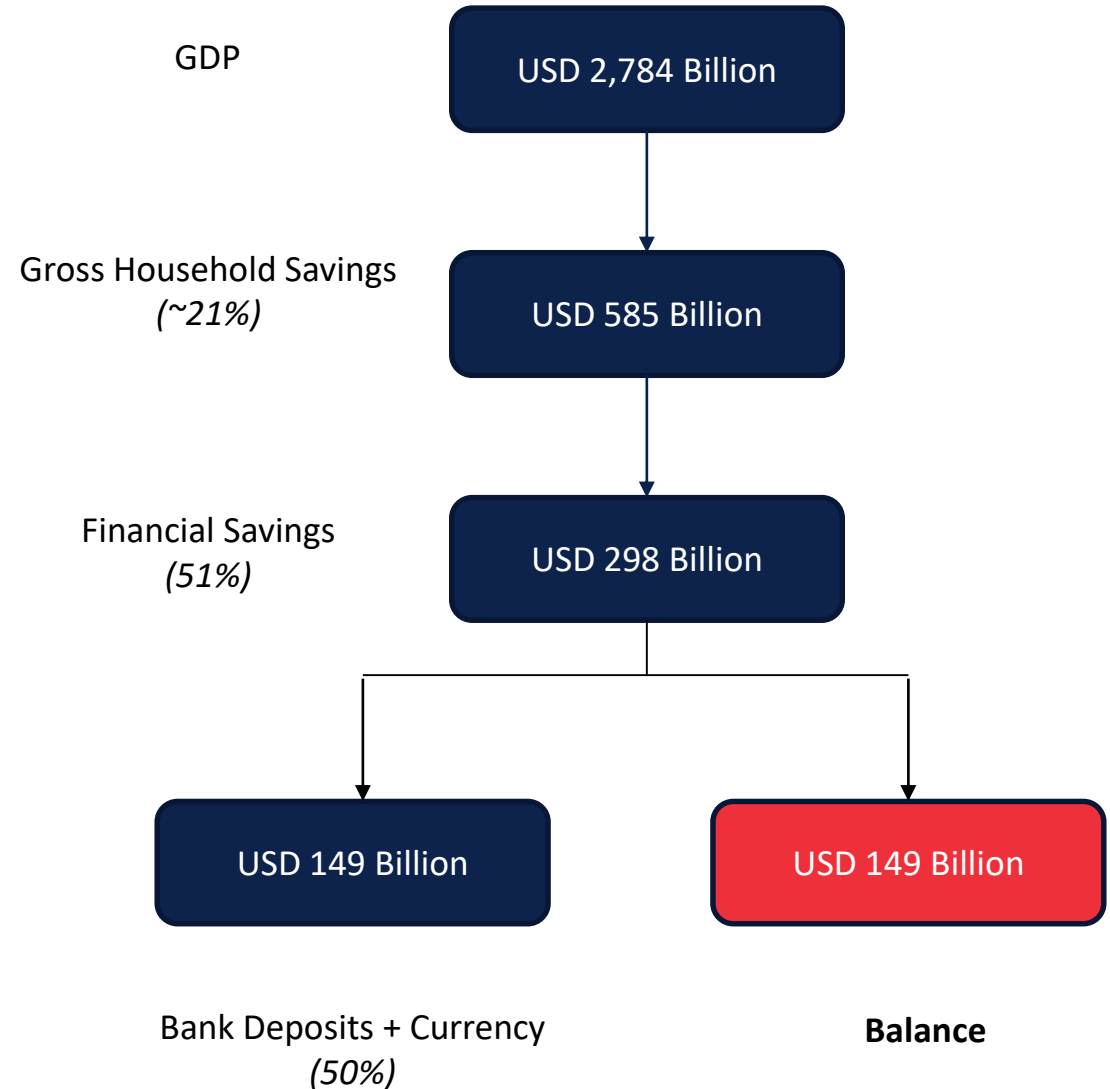 GDP
USD 2,784 Billion
Gross Household Savings
(~21%)
USD 585 Billion
Financial Savings
(51%)
USD 298 Billion
USD 149 Billion
USD 149 Billion
Bank Deposits + Currency
(50%)
Balance